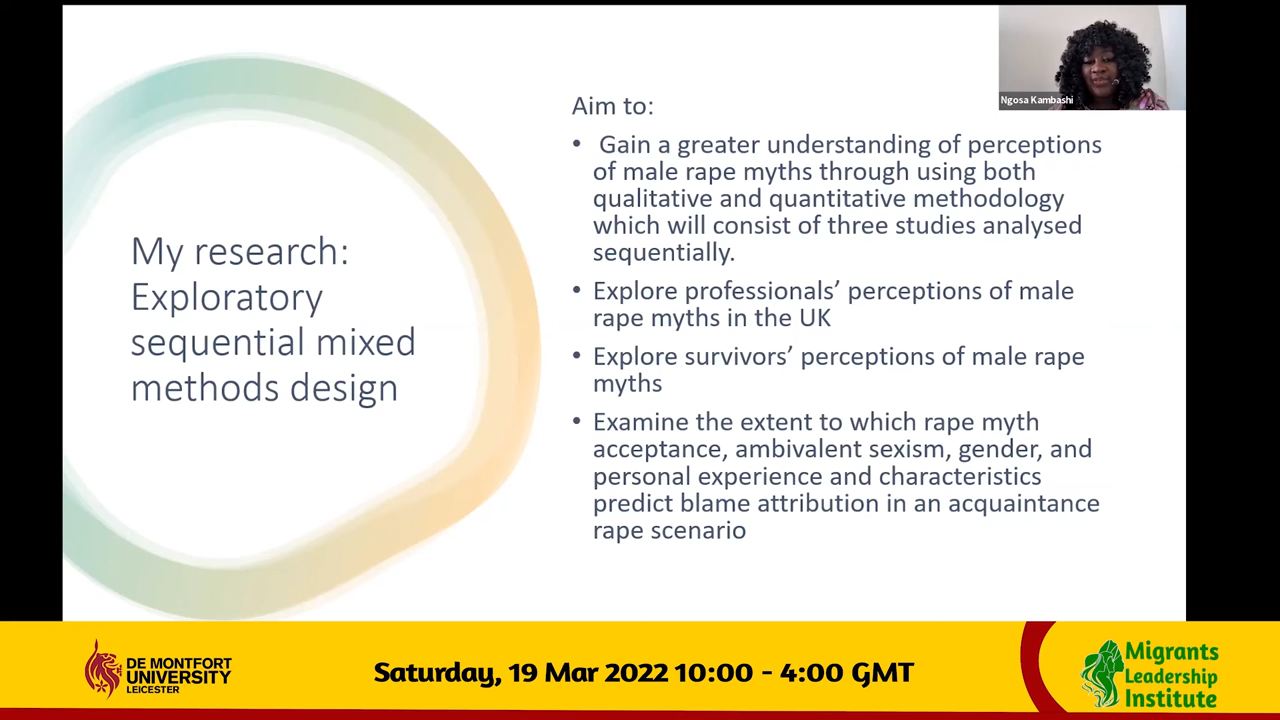 My research:
Exploratory
sequential mixed
methods design
Aim to:
• Gain a greater understanding of perceptions
of male rape myths through using both
qualitative and quantitative methodology
which will consist of three studies analysed
sequentially.
• Explore professionals’ perceptions of male
rape myths in the UK
• Explore survivors’ perceptions of male rape
myths
• Examine the extent to which rape myth
acceptance, ambivalent sexism, gender, and
personal experience and characteristics
predict blame attribution in an acquaintance
rape scenario
Ngosa Kambashi
DE MONTFORT
UNIVERSITY
LEICESTER
Saturday, 19 Mar 2022 10:00 - 4:00 GMT
Migrants
Leadership
Institute